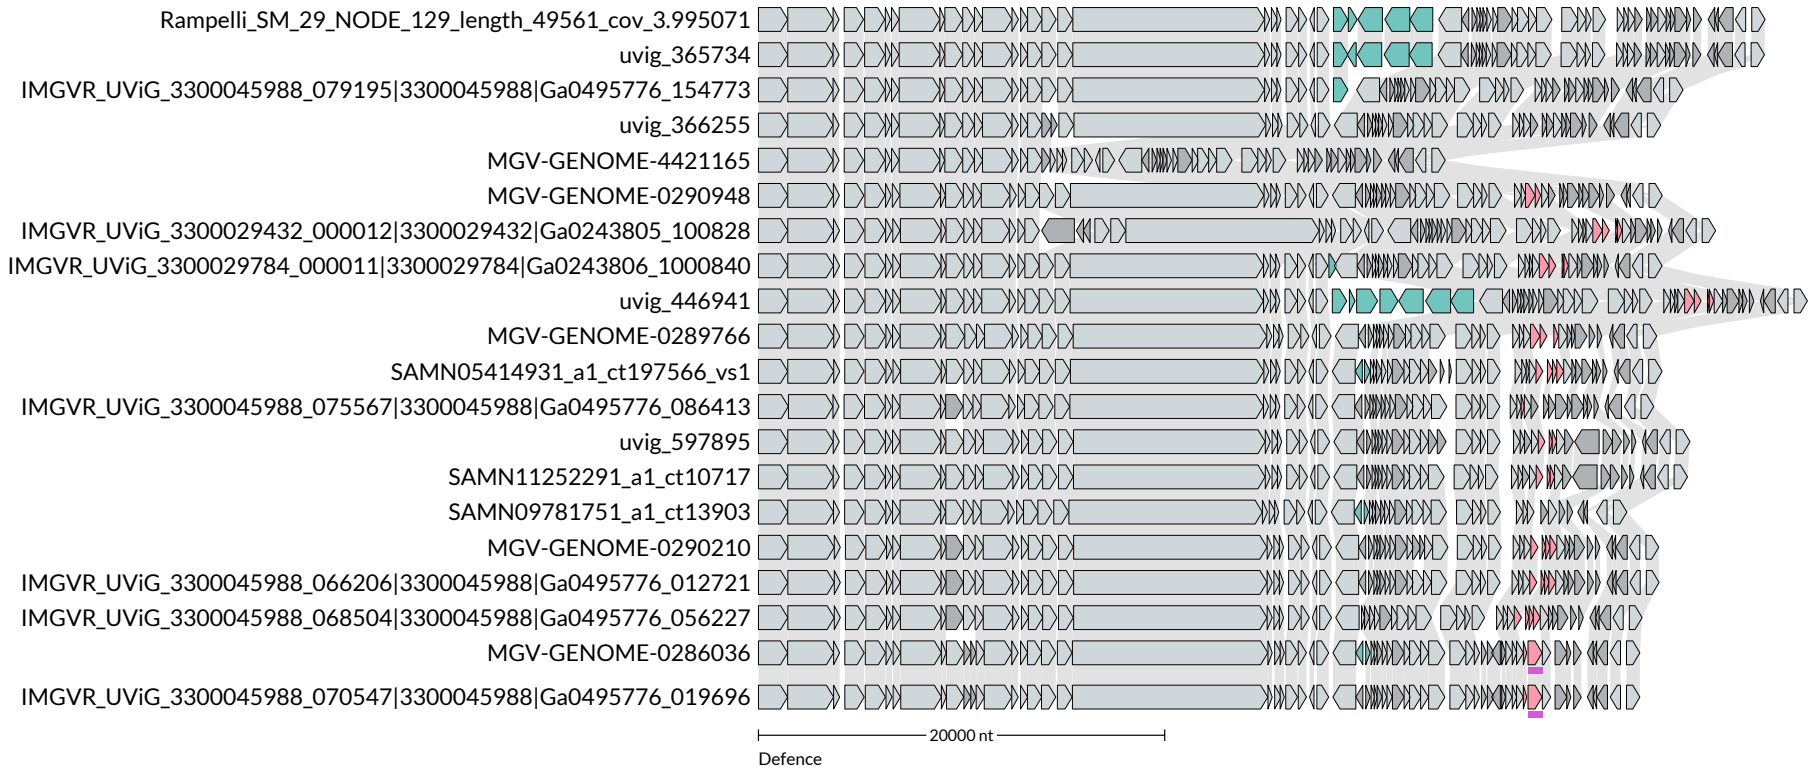 Rampelli_SM_29_NODE_129_length_49561_cov_3.995071
uvig_365734
IMGVR_UViG_3300045988_079195|3300045988|Ga0495776_154773
uvig_366255
MGV-GENOME-4421165
MGV-GENOME-0290948
IMGVR_UViG_3300029432_000012|3300029432|Ga0243805_100828
IMGVR_UViG_3300029784_000011|3300029784|Ga0243806_1000840
uvig_446941
MGV-GENOME-0289766
SAMN05414931_a1_ct197566_vs1
IMGVR_UViG_3300045988_075567|3300045988|Ga0495776_086413
uvig_597895
SAMN11252291_a1_ct10717
SAMN09781751_a1_ct13903
MGV-GENOME-0290210
IMGVR_UViG_3300045988_066206|3300045988|Ga0495776_012721
IMGVR_UViG_3300045988_068504|3300045988|Ga0495776_056227
MGV-GENOME-0286036
IMGVR_UViG_3300045988_070547|3300045988|Ga0495776_019696
20000 nt
Defence